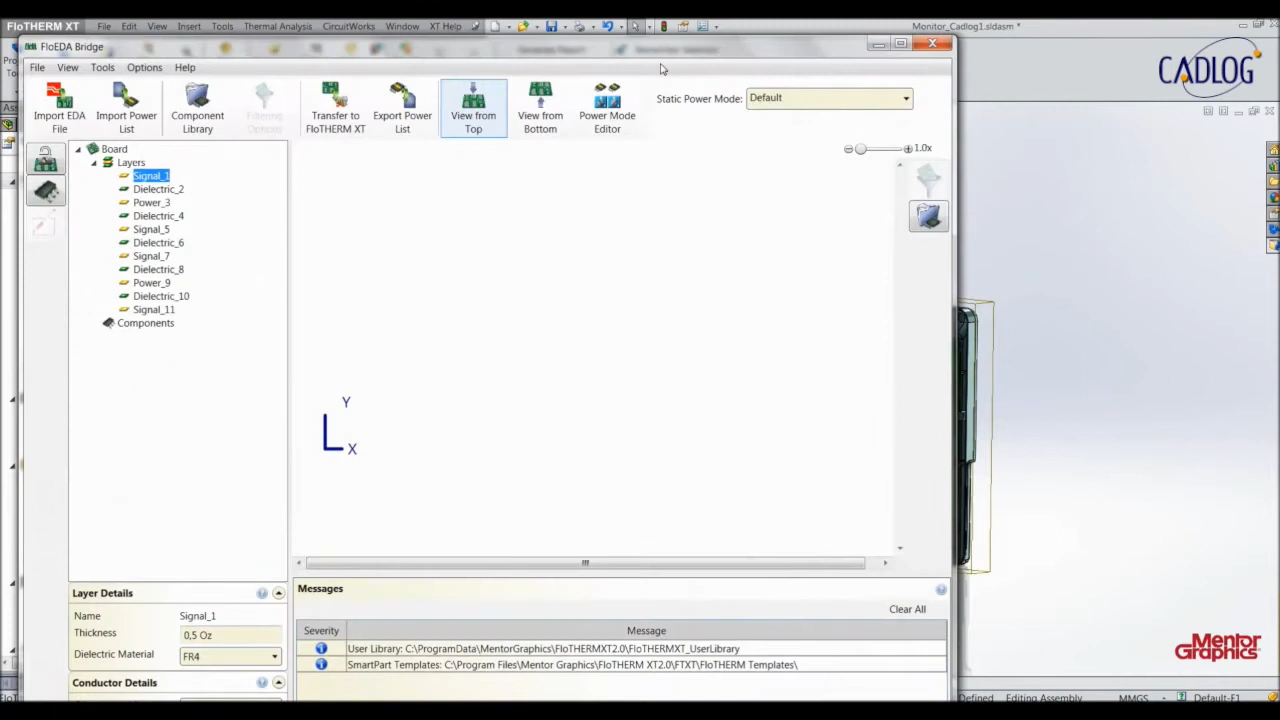 FloTHERM XT File Edit View Insert Tools Thermal Analysis CircuitWorks Window XT Help Monitor_Cadlog1.sldasm *
FloEDA Bridge
File View Tools Options Help
Import EDA File
Import Power List
Component Library
Filtering Options
Transfer to FloTHERM XT
Export Power List
View from Top
View from Bottom
Power Mode Editor
Static Power Mode: Default
1.0x
Board
Layers
Signal_1
Dielectric_2
Power_3
Dielectric_4
Signal_5
Dielectric_6
Signal_7
Dielectric_8
Power_9
Dielectric_10
Signal_11
Components
Y
X
Layer Details
Name Signal_1
Thickness 0,5 Oz
Dielectric Material FR4
Conductor Details
Messages
Clear All
Severity Message
User Library: C:\ProgramData\MentorGraphics\FloTHERMXT2.0\FloTHERMXT_UserLibrary
SmartPart Templates: C:\Program Files\Mentor Graphics\FloTHERM XT2.0\FTXT\FloTHERM Templates\
CADLOG
Mentor Graphics
Editing Assembly MMGS - Default-F1